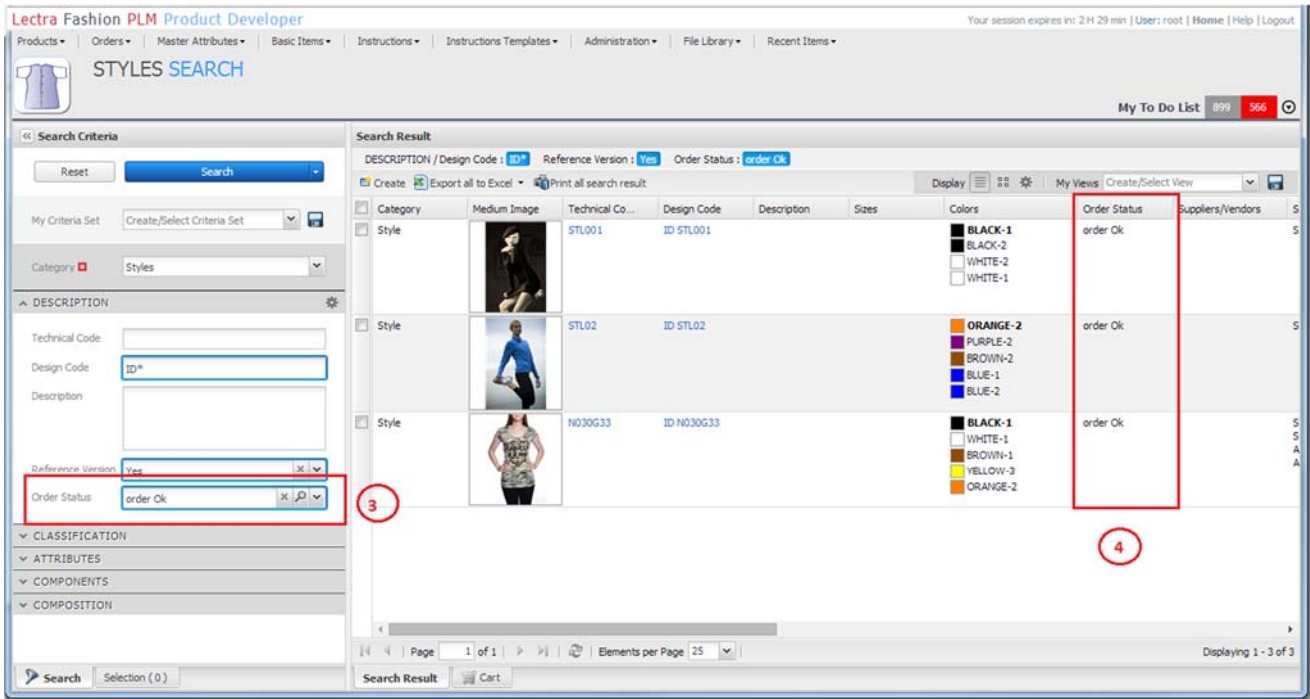 Lectra Fashion PLM Product Developer
Your session expires in: 2 H 29 min | User: root | Home | Help | Logout
Products Orders Master Attributes Basic Items Instructions Instructions Templates Administration File Library Recent Items
STYLES SEARCH
My To Do List 899 566
Search Criteria
Reset Search
My Criteria Set Create/Select Criteria Set
Category Styles
DESCRIPTION
Technical Code
Design Code ID*
Description
Reference Version Yes
Order Status order Ok
3
CLASSIFICATION
ATTRIBUTES
COMPONENTS
COMPOSITION
Search Selection ( 0 )
Search Result
DESCRIPTION / Design Code : ID* Reference Version : Yes Order Status : order Ok
Create Export all to Excel Print all search result Display My Views Create/Select View
Category Medium Image Technical Co... Design Code Description Sizes Colors Order Status Suppliers/Vendors S
Style STL001 ID STL001 BLACK-1 order Ok S
BLACK-2
WHITE-2
WHITE-1
Style STL02 ID STL02 ORANGE-2 order Ok S
PURPLE-2
BROWN-2
BLUE-1
BLUE-2
Style N030G33 ID N030G33 BLACK-1 order Ok S
WHITE-1 S
BROWN-1 A
YELLOW-3 A
ORANGE-2
4
Page 1 of 1 Elements per Page 25 Displaying 1 - 3 of 3
Search Result Cart